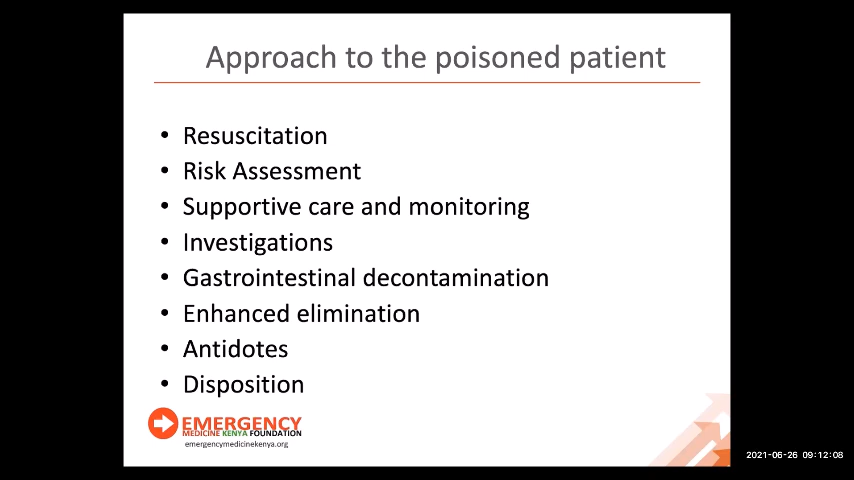 Approach to the poisoned patient
• Resuscitation
• Risk Assessment
• Supportive care and monitoring
• Investigations
• Gastrointestinal decontamination
• Enhanced elimination
• Antidotes
• Disposition
EMERGENCY
MEDICINE KENYA FOUNDATION
emergencymedicinekenya.org
2021-06-26 09:12:08